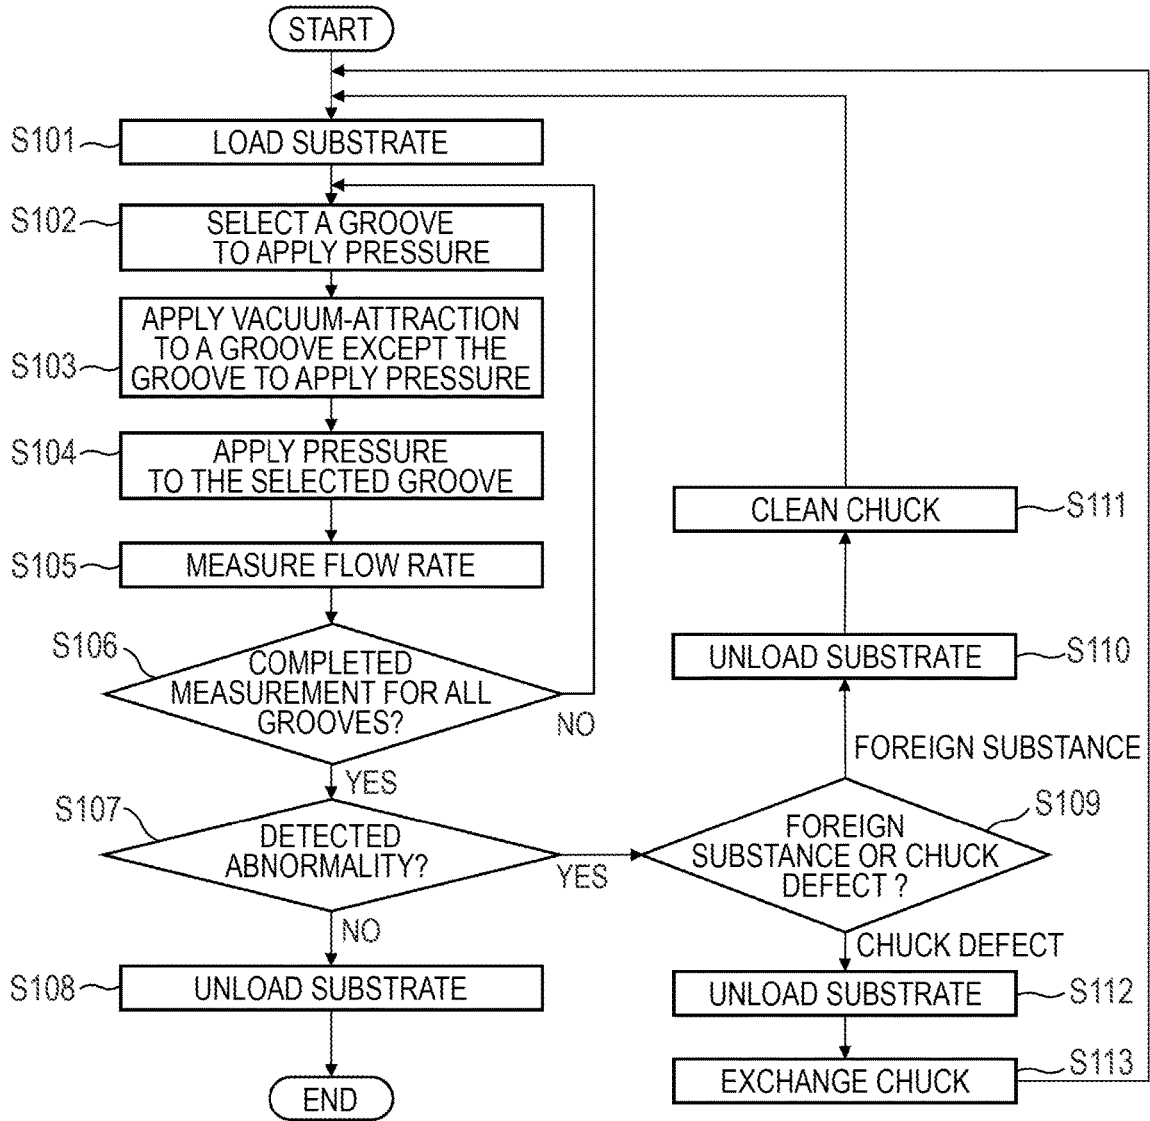 START
S101
LOAD SUBSTRATE
S102
SELECT A GROOVE
TO APPLY PRESSURE
S103
APPLY VACUUM-ATTRACTION
TO A GROOVE EXCEPT THE
GROOVE TO APPLY PRESSURE
S104
APPLY PRESSURE
TO THE SELECTED GROOVE
S105
MEASURE FLOW RATE
S106
COMPLETED
MEASUREMENT FOR ALL
GROOVES?
NO
YES
S107
DETECTED
ABNORMALITY?
YES
NO
S108
UNLOAD SUBSTRATE
END
CLEAN CHUCK
S111
UNLOAD SUBSTRATE
S110
FOREIGN SUBSTANCE
S109
FOREIGN
SUBSTANCE OR CHUCK
DEFECT ?
CHUCK DEFECT
UNLOAD SUBSTRATE
S112
EXCHANGE CHUCK
S113